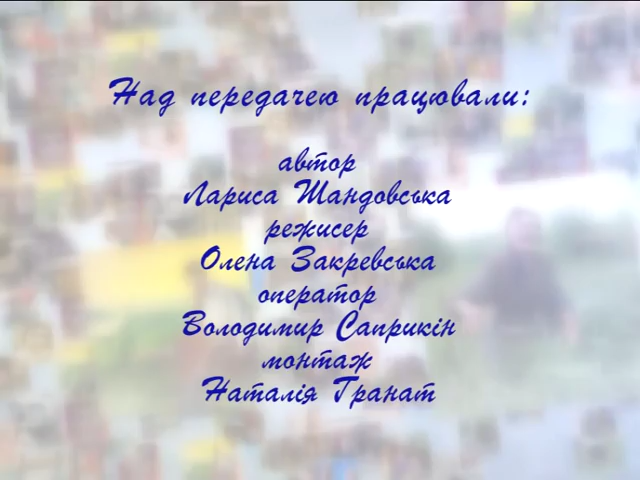 Над передачею працювали:
автор
Лариса Шандовська
режисер
Олена Закревська
оператор
Володимир Саприкін
монтаж
Наталія Гранат